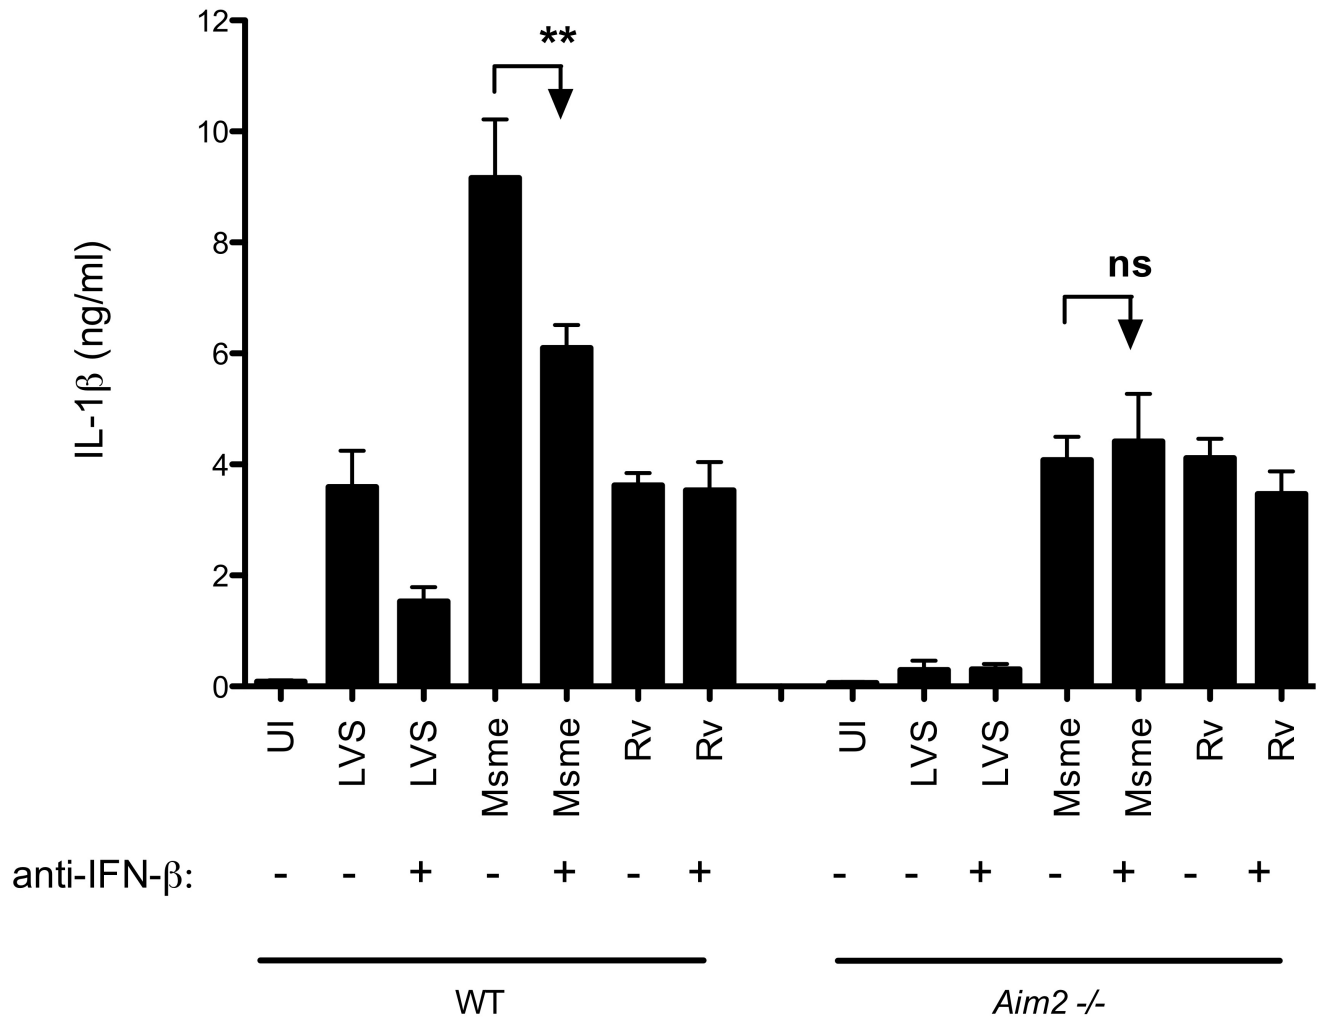 12
**
10
8
ns
6
4
2
0
IL-1β (ng/ml)
UI LVS LVS Msme Msme Rv Rv UI LVS LVS Msme Msme Rv Rv
anti-IFN-β: - - + - + - + - - + - + - +
WT Aim2 -/-